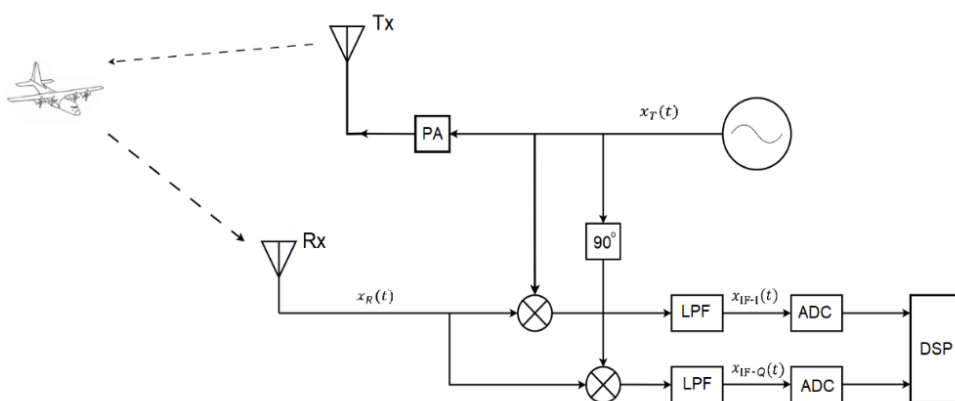 Tx
x_T(t)
PA
Rx
90°
x_R(t)
LPF
x_IF-I(t)
ADC
DSP
LPF
x_IF-Q(t)
ADC